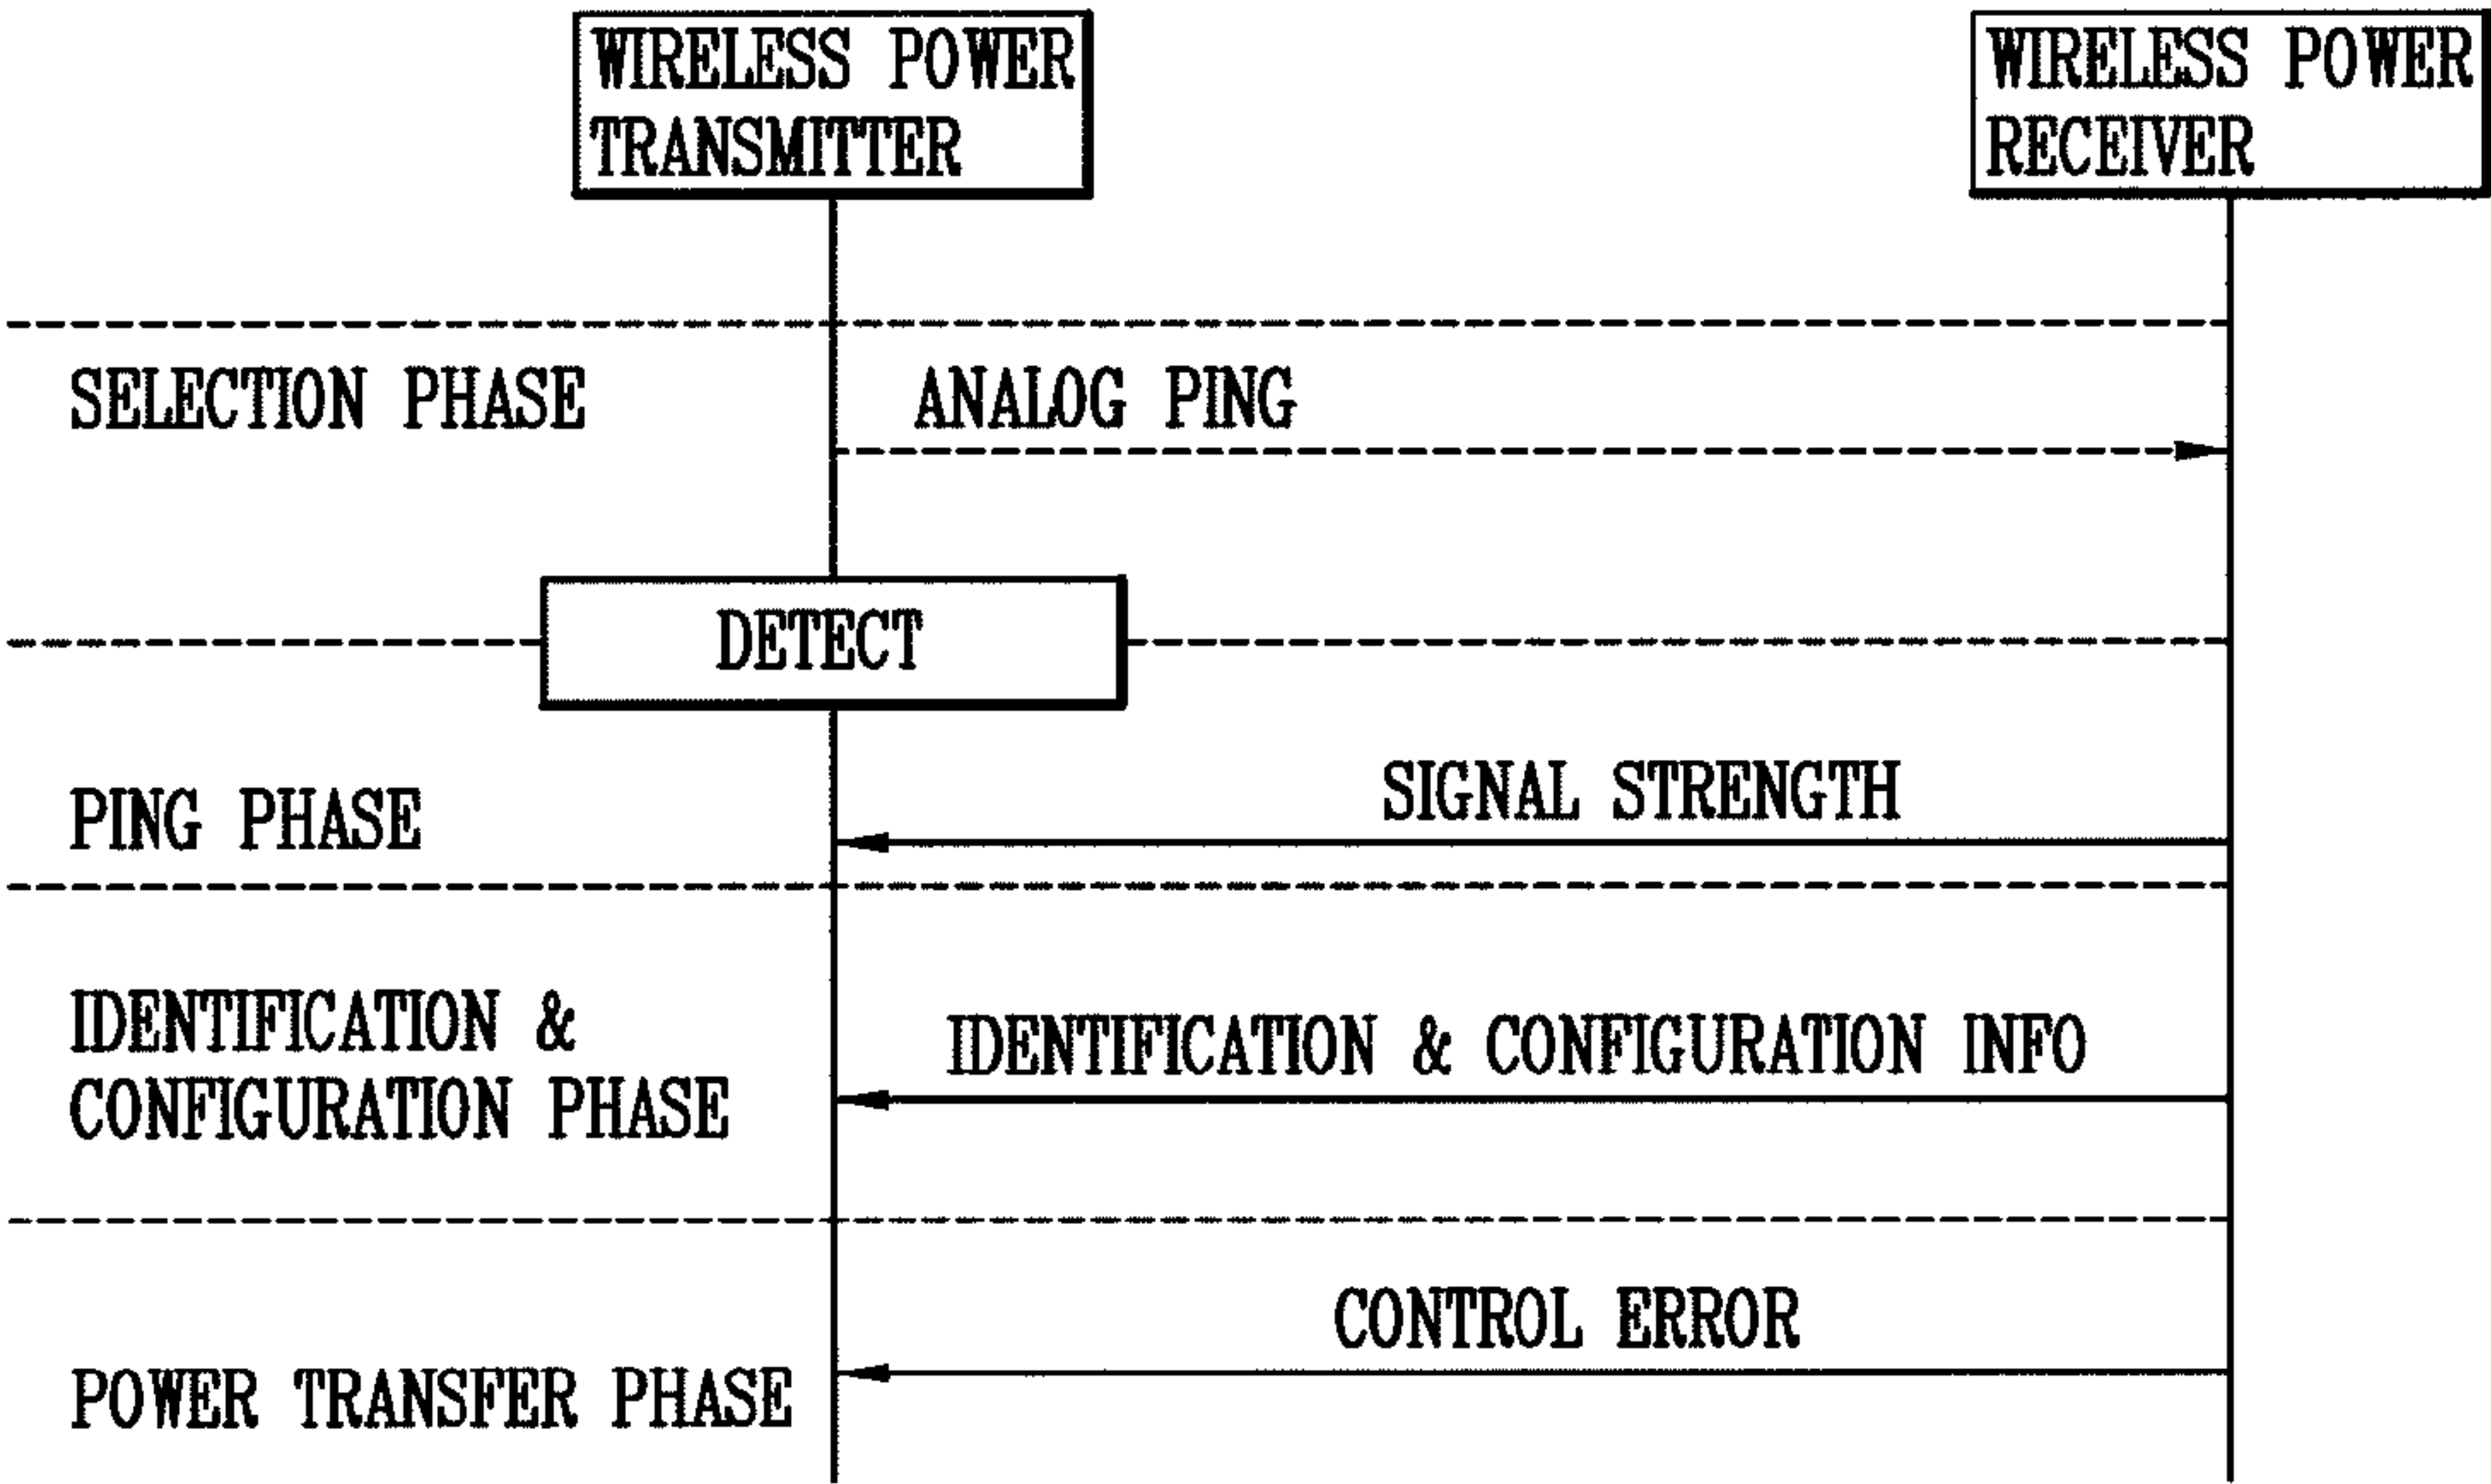 WIRELESS POWER
TRANSMITTER
WIRELESS POWER
RECEIVER
SELECTION PHASE
ANALOG PING
DETECT
SIGNAL STRENGTH
PING PHASE
IDENTIFICATION &
CONFIGURATION PHASE
IDENTIFICATION & CONFIGURATION INFO
CONTROL ERROR
POWER TRANSFER PHASE